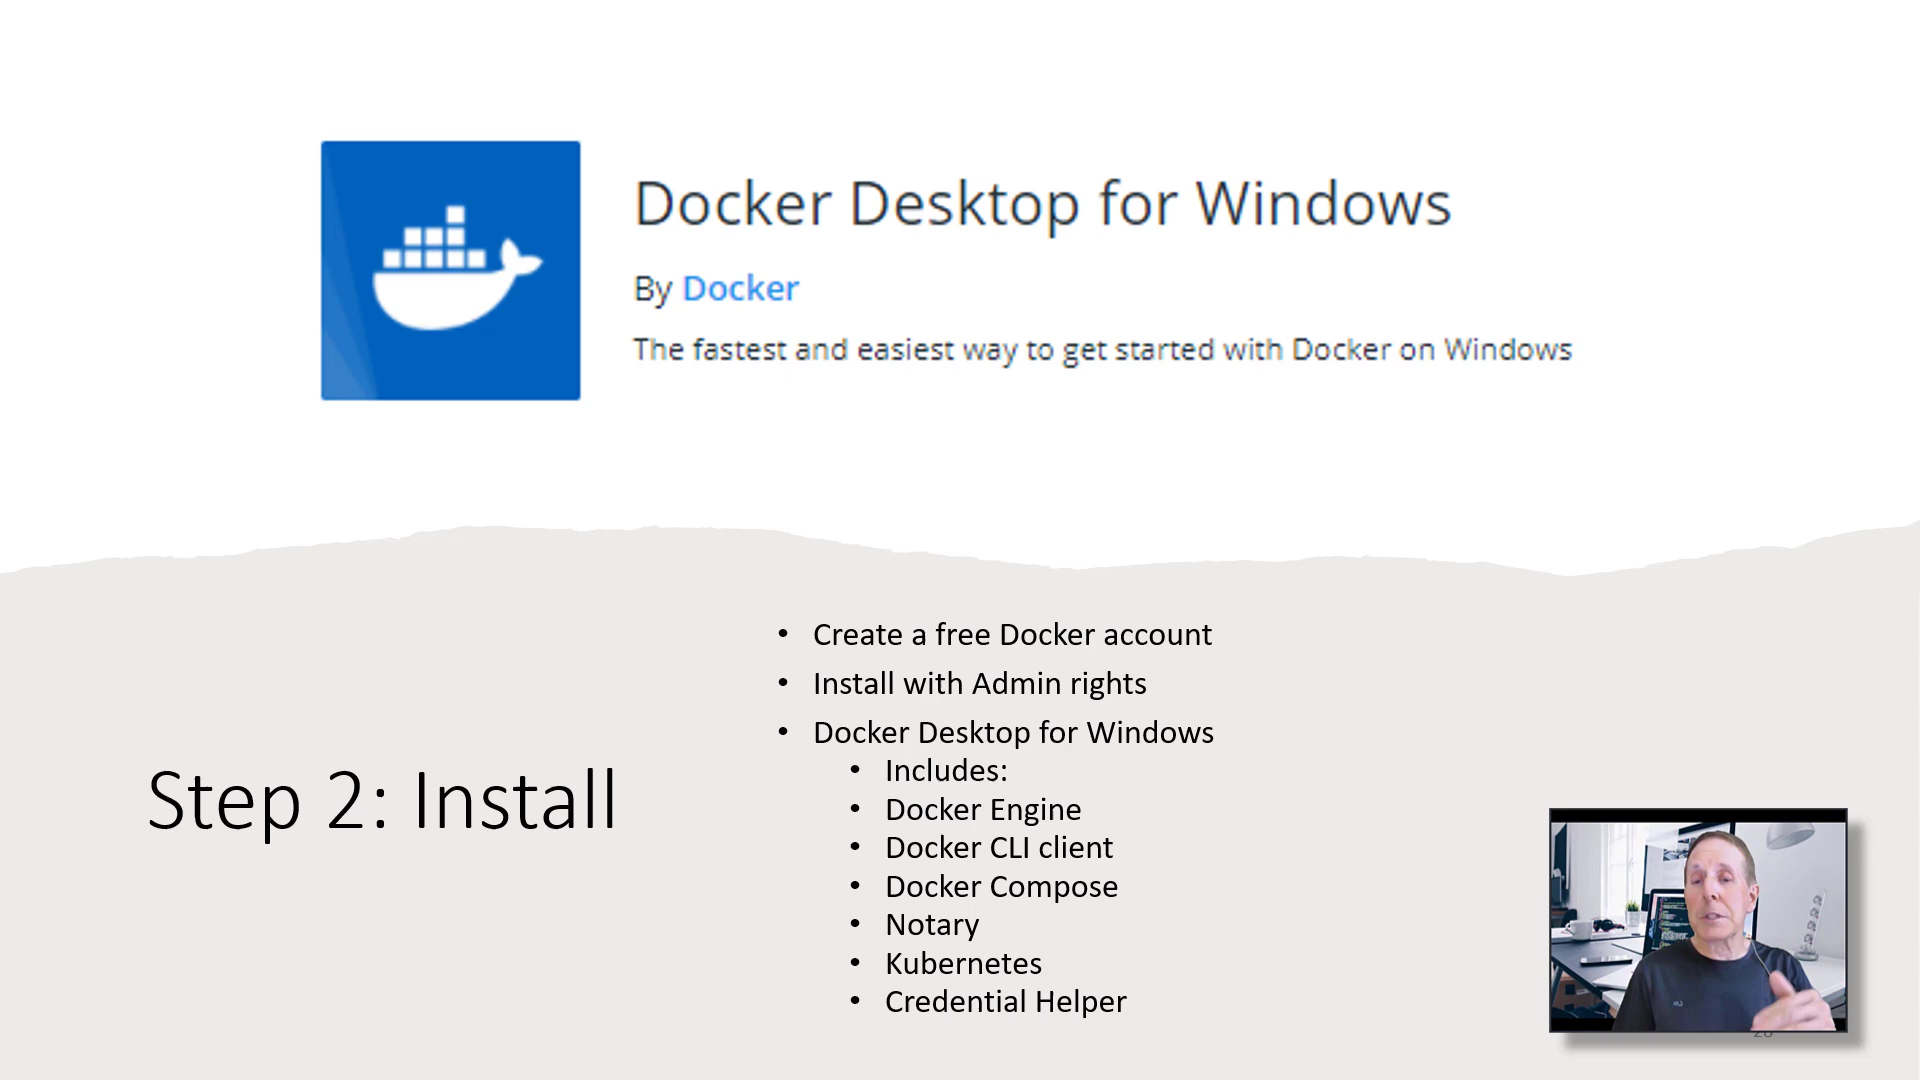 Docker Desktop for Windows
By Docker
The fastest and easiest way to get started with Docker on Windows
Step 2: Install
• Create a free Docker account
• Install with Admin rights
• Docker Desktop for Windows
• Includes:
• Docker Engine
• Docker CLI client
• Docker Compose
• Notary
• Kubernetes
• Credential Helper